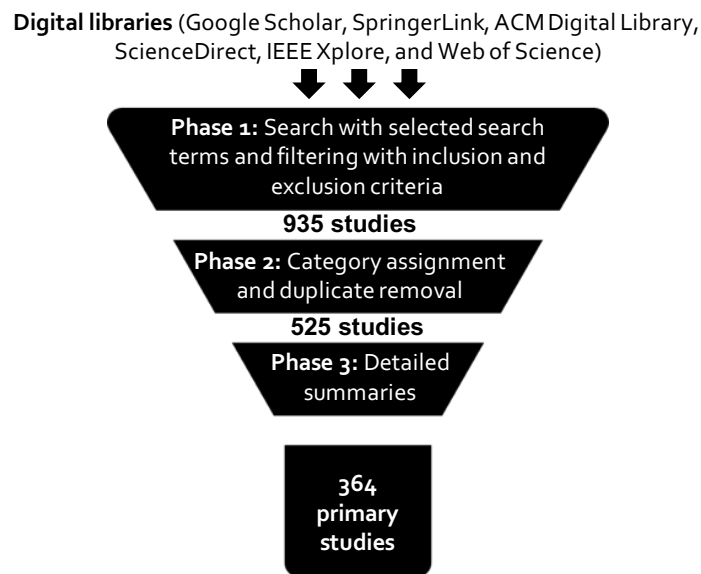 Digital libraries (Google Scholar, SpringerLink, ACM Digital Library,
ScienceDirect, IEEE Xplore, and Web of Science)
Phase 1: Search with selected search
terms and filtering with inclusion and
exclusion criteria
935 studies
Phase 2: Category assignment
and duplicate removal
525 studies
Phase 3: Detailed
summaries
364
primary
studies